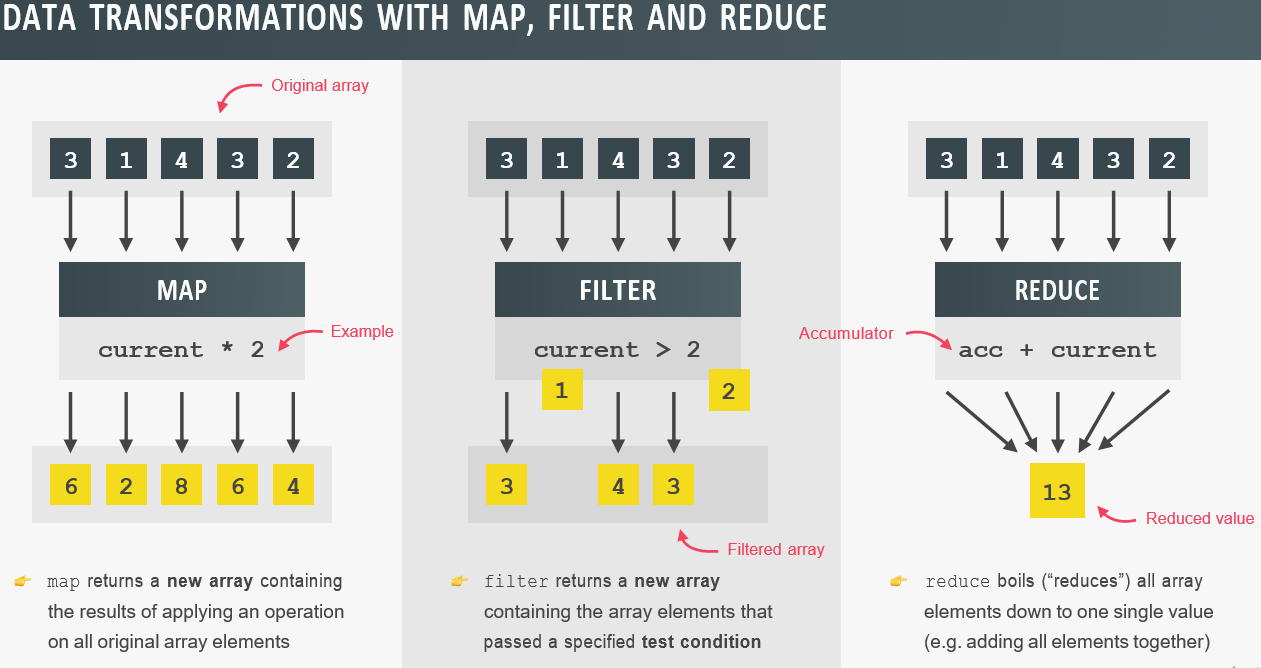 DATA TRANSFORMATIONS WITH MAP, FILTER AND REDUCE
Original array
3 1 4 3 2
MAP
current * 2
Example
6 2 8 6 4
map returns a new array containing
the results of applying an operation
on all original array elements
3 1 4 3 2
FILTER
current > 2
1 2
3 4 3
Filtered array
filter returns a new array
containing the array elements that
passed a specified test condition
3 1 4 3 2
REDUCE
Accumulator
acc + current
13
Reduced value
reduce boils (“reduces”) all array
elements down to one single value
(e.g. adding all elements together)